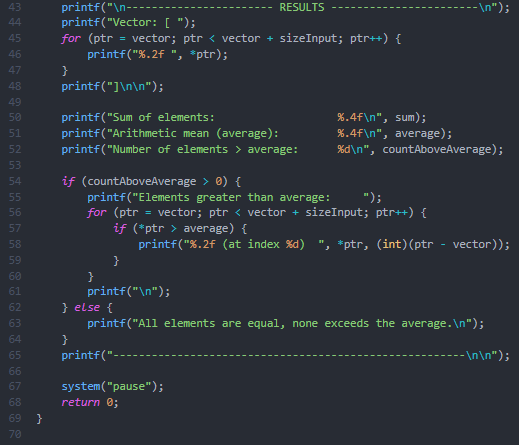 43 printf("\n----------------------- RESULTS -----------------------\n");
44 printf("Vector: [ ");
45 for (ptr = vector; ptr < vector + sizeInput; ptr++) {
46 printf("%.2f ", *ptr);
47 }
48 printf("]\n\n");
49
50 printf("Sum of elements:                   %.4f\n", sum);
51 printf("Arithmetic mean (average):         %.4f\n", average);
52 printf("Number of elements > average:      %d\n", countAboveAverage);
53
54 if (countAboveAverage > 0) {
55 printf("Elements greater than average:     ");
56 for (ptr = vector; ptr < vector + sizeInput; ptr++) {
57 if (*ptr > average) {
58 printf("%.2f (at index %d)  ", *ptr, (int)(ptr - vector));
59 }
60 }
61 printf("\n");
62 } else {
63 printf("All elements are equal, none exceeds the average.\n");
64 }
65 printf("-------------------------------------------------------\n\n");
66
67 system("pause");
68 return 0;
69 }
70